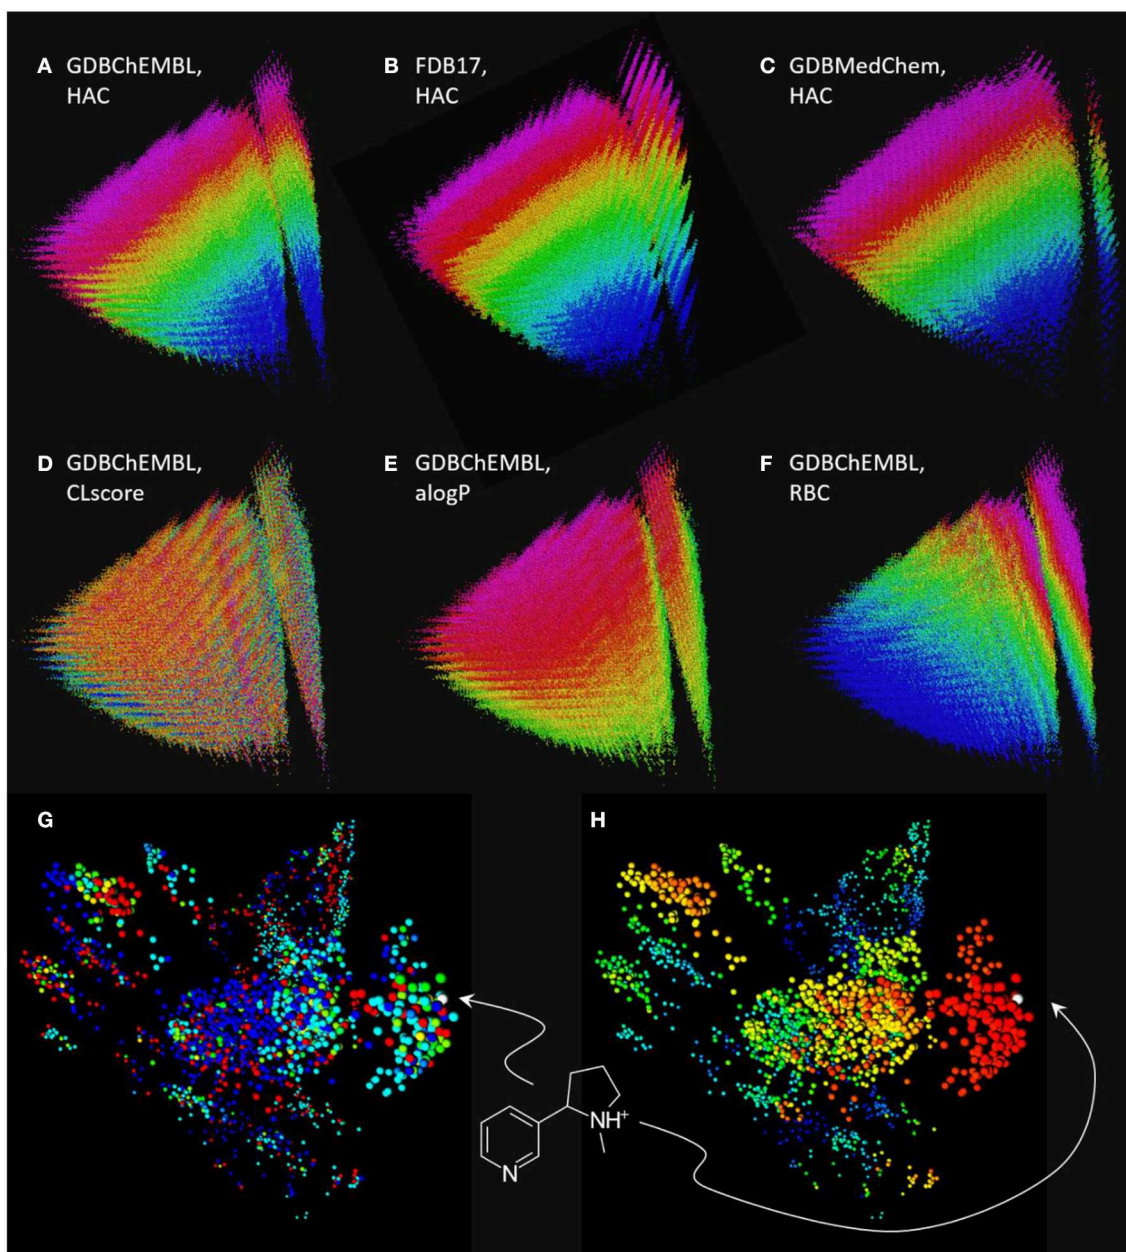 A GDBChEMBL,
HAC
B FDB17,
HAC
C GDBMedChem,
HAC
D GDBChEMBL,
CLscore
E GDBChEMBL,
alogP
F GDBChEMBL,
RBC
G
H
NH+
N